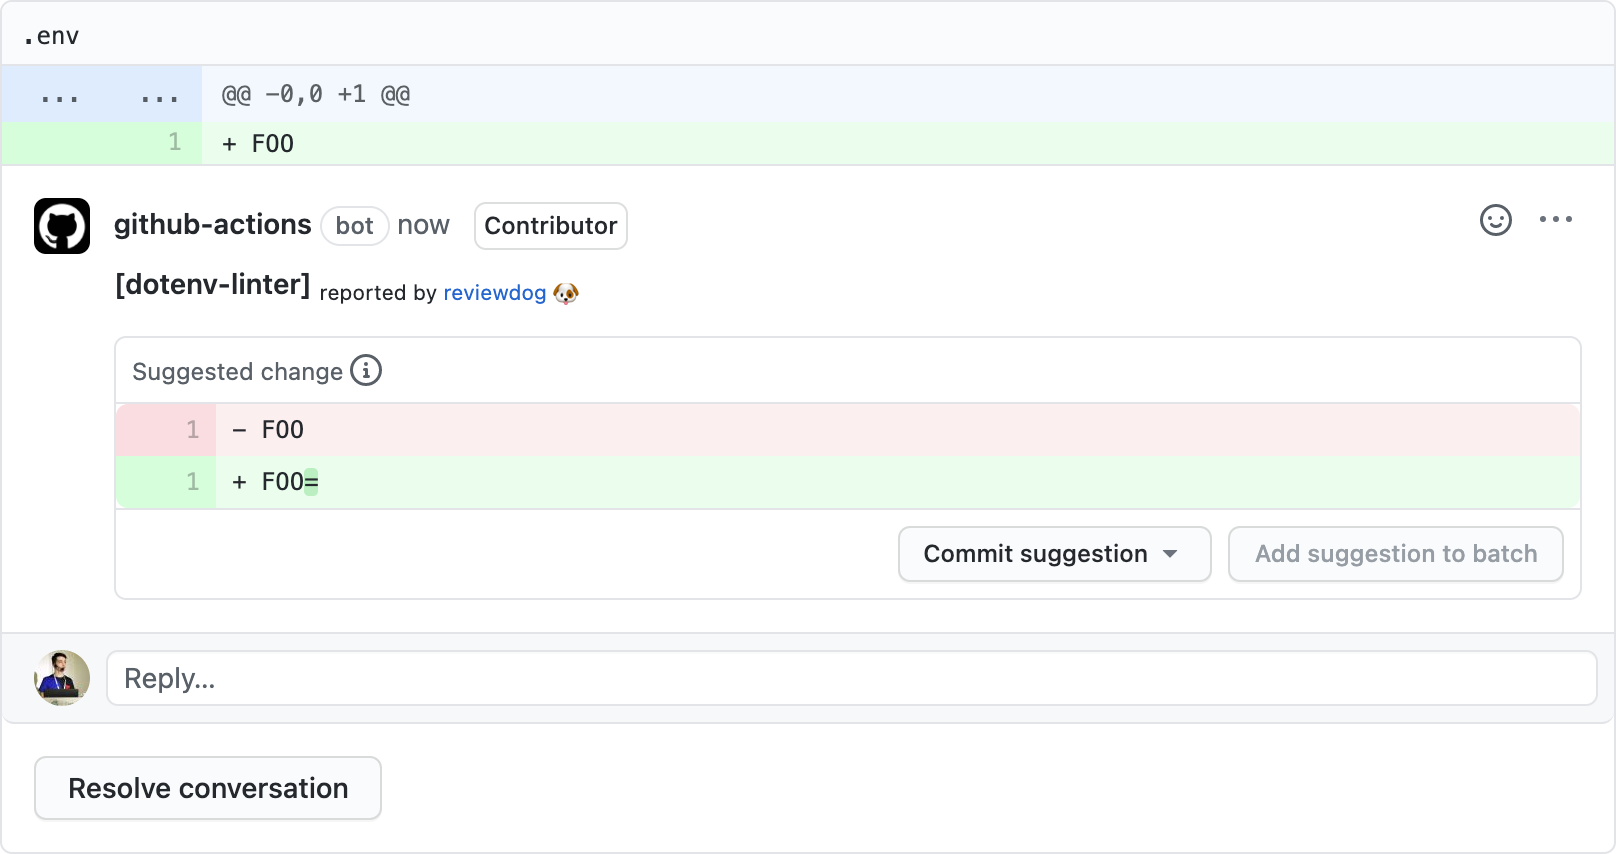 .env
... ... @@ -0,0 +1 @@
1 + FOO
github-actions bot now Contributor
[dotenv-linter] reported by reviewdog 🐶
Suggested change
1 - FOO
1 + FOO=
Commit suggestion Add suggestion to batch
Reply...
Resolve conversation